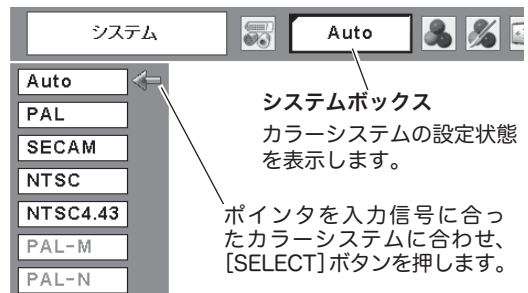 システム
Auto
Auto
PAL
SECAM
NTSC
NTSC4.43
PAL-M
PAL-N
システムボックス
カラーシステムの設定状態
を表示します。
ポインタを入力信号に合っ
たカラーシステムに合わせ、
[SELECT]ボタンを押します。